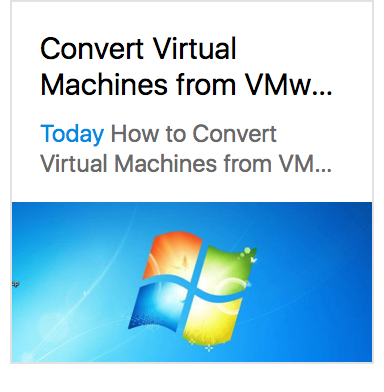 Convert Virtual
Machines from VMw...
Today How to Convert
Virtual Machines from VM...